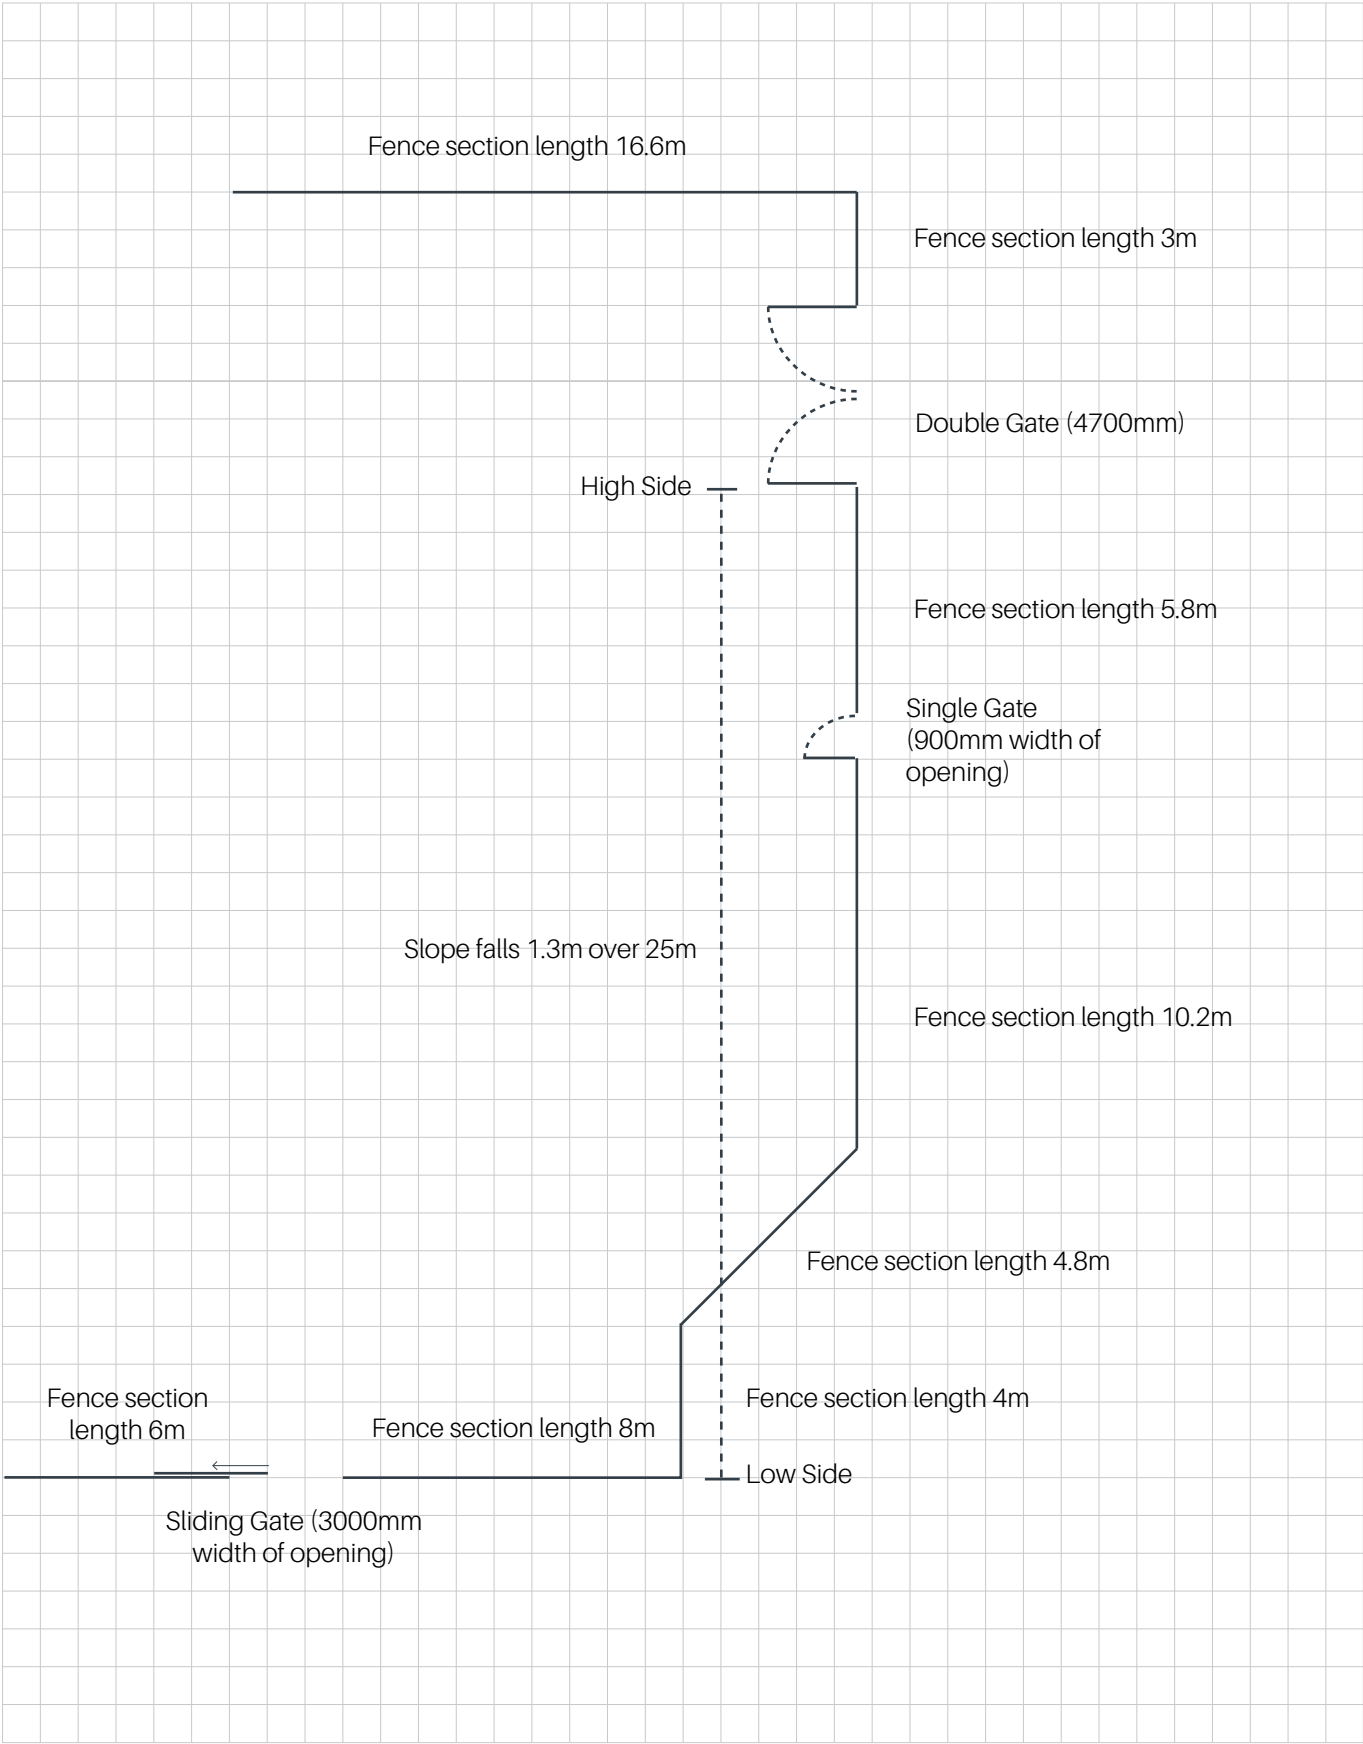 Fence section length 16.6m
Fence section length 3m
Double Gate (4700mm)
High Side
Fence section length 5.8m
Single Gate
(900mm width of
opening)
Slope falls 1.3m over 25m
Fence section length 10.2m
Fence section length 4.8m
Fence section
length 6m
Fence section length 8m
Fence section length 4m
Low Side
Sliding Gate (3000mm
width of opening)